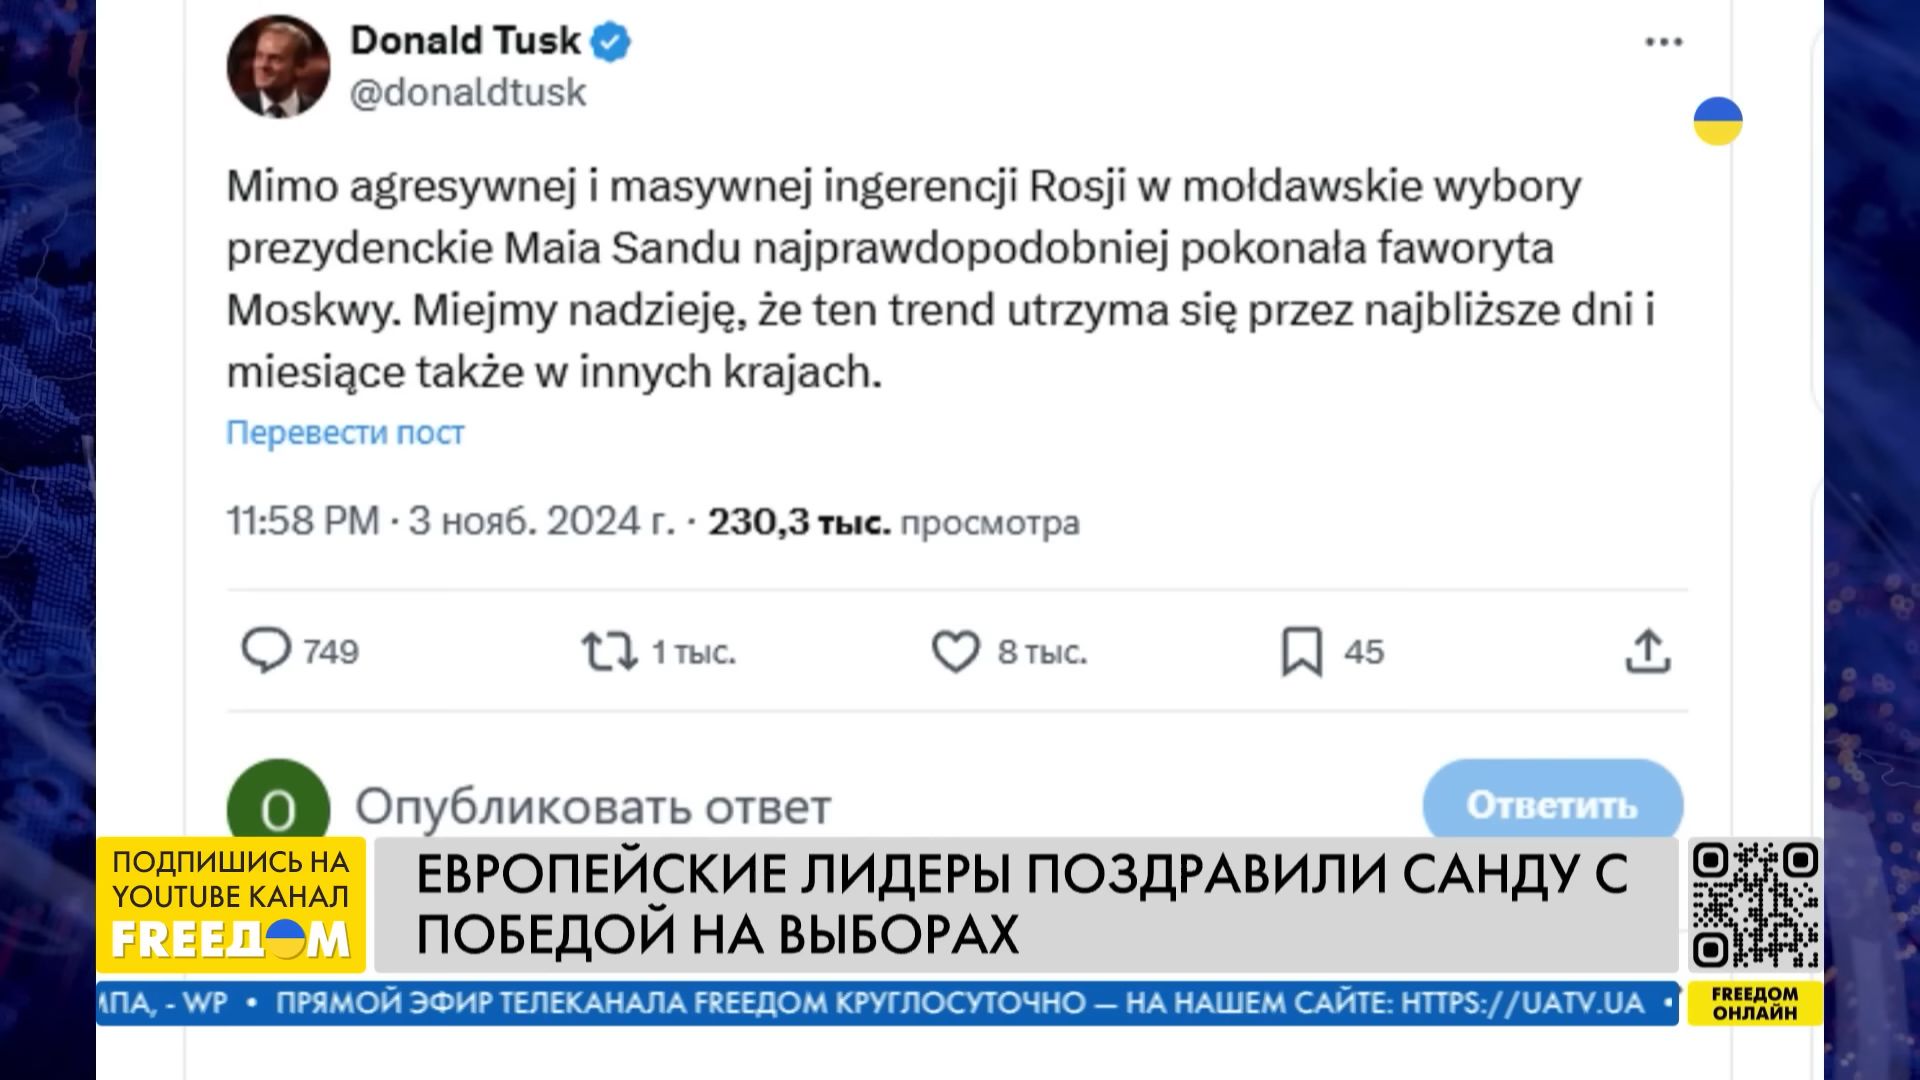 Donald Tusk
@donaldtusk
Mimo agresywnej i masywnej ingerencji Rosji w mołdawskie wybory
prezydenckie Maia Sandu najprawdopodobniej pokonała faworyta
Moskwy. Miejmy nadzieję, że ten trend utrzyma się przez najbliższe dni i
miesiące także w innych krajach.
Перевести пост
11:58 PM · 3 нояб. 2024 г. · 230,3 тыс. просмотра
749 1 тыс. 8 тыс. 45
О Опубликовать ответ Ответить
ПОДПИШИСЬ НА
YOUTUBE КАНАЛ
FREEДОМ
ЕВРОПЕЙСКИЕ ЛИДЕРЫ ПОЗДРАВИЛИ САНДУ С
ПОБЕДОЙ НА ВЫБОРАХ
- WP • ПРЯМОЙ ЭФИР ТЕЛЕКАНАЛА FREEДОМ КРУГЛОСУТОЧНО — НА НАШЕМ САЙТЕ: HTTPS://UATV.UA •
FREEДОМ
ОНЛАЙН